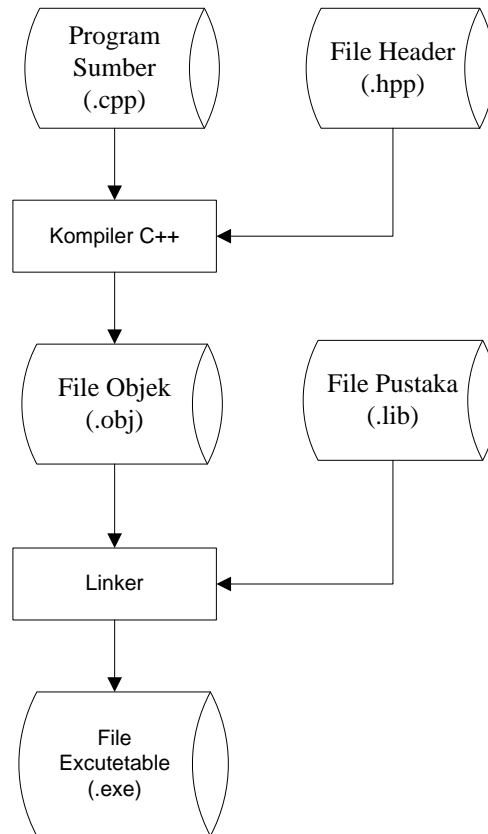 Program
Sumber
(.cpp)
File Header
(.hpp)
Kompiler C++
File Objek
(.obj)
File Pustaka
(.lib)
Linker
File
Excutetable
(.exe)